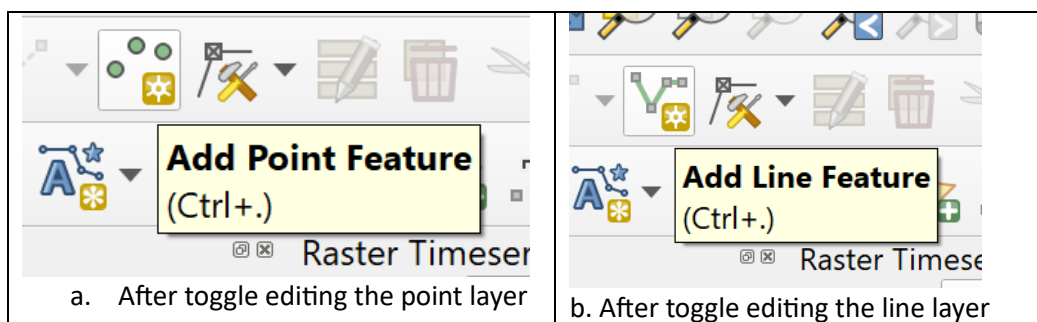 Add Point Feature
(Ctrl+.)
Raster Timeser
a. After toggle editing the point layer
Add Line Feature
(Ctrl+.)
Raster Timese
b. After toggle editing the line layer